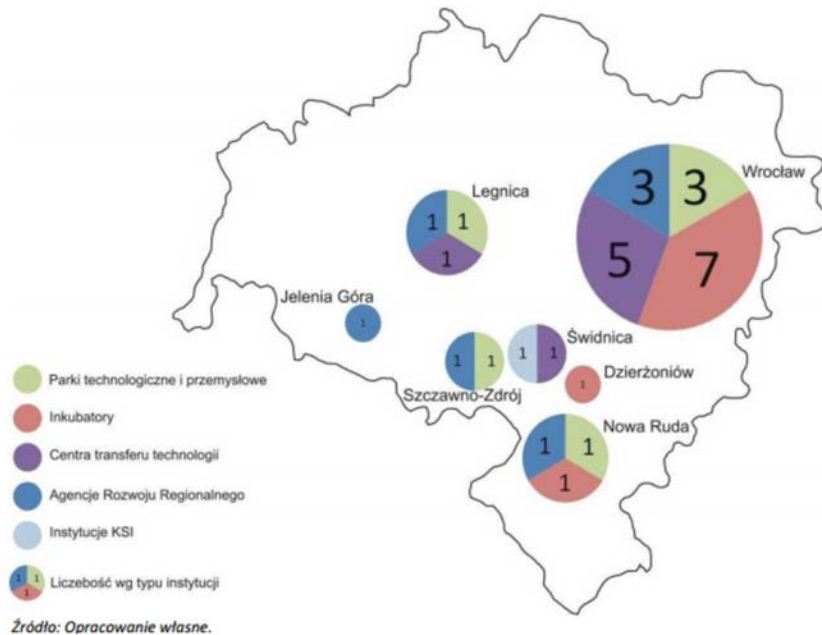 3 3
Wrocław
5 7
Legnica
1 1
1
Jelenia Góra
1
Świdnica
1 1
1 1
Szczawno-Zdrój
Dzierżoniów
1
Nowa Ruda
1 1
1
Parki technologiczne i przemysłowe
Inkubatory
Centra transferu technologii
Agencje Rozwoju Regionalnego
Instytucje KSI
1 1
1
Liczebość wg typu instytucji
Źródło: Opracowanie własne.